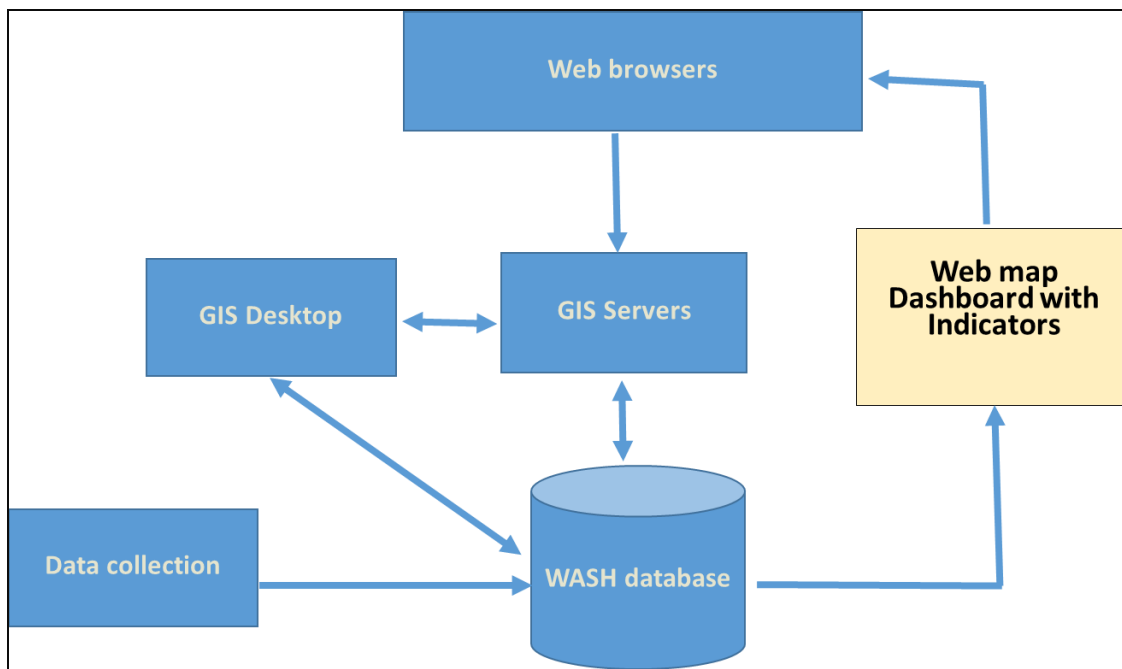 Web browsers
Web map
Dashboard with
Indicators
GIS Desktop
GIS Servers
Data collection
WASH database